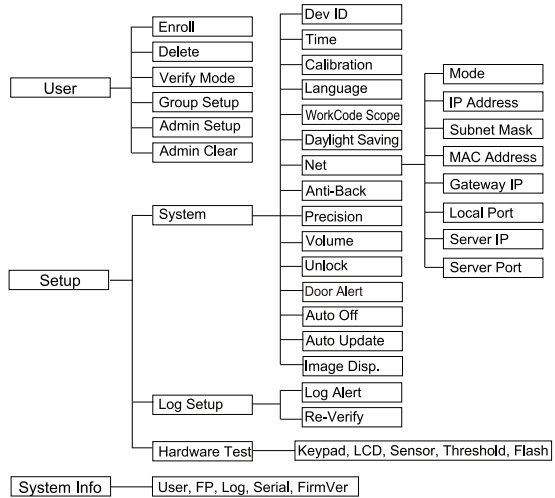 User
Enroll
Delete
Verify Mode
Group Setup
Admin Setup
Admin Clear
Setup
System
Dev ID
Time
Calibration
Language
WorkCode Scope
Daylight Saving
Net
Mode
IP Address
Subnet Mask
MAC Address
Gateway IP
Local Port
Server IP
Server Port
Anti-Back
Precision
Volume
Unlock
Door Alert
Auto Off
Auto Update
Image Disp.
Log Setup
Log Alert
Re-Verify
Hardware Test
Keypad, LCD, Sensor, Threshold, Flash
System Info
User, FP, Log, Serial, FirmVer